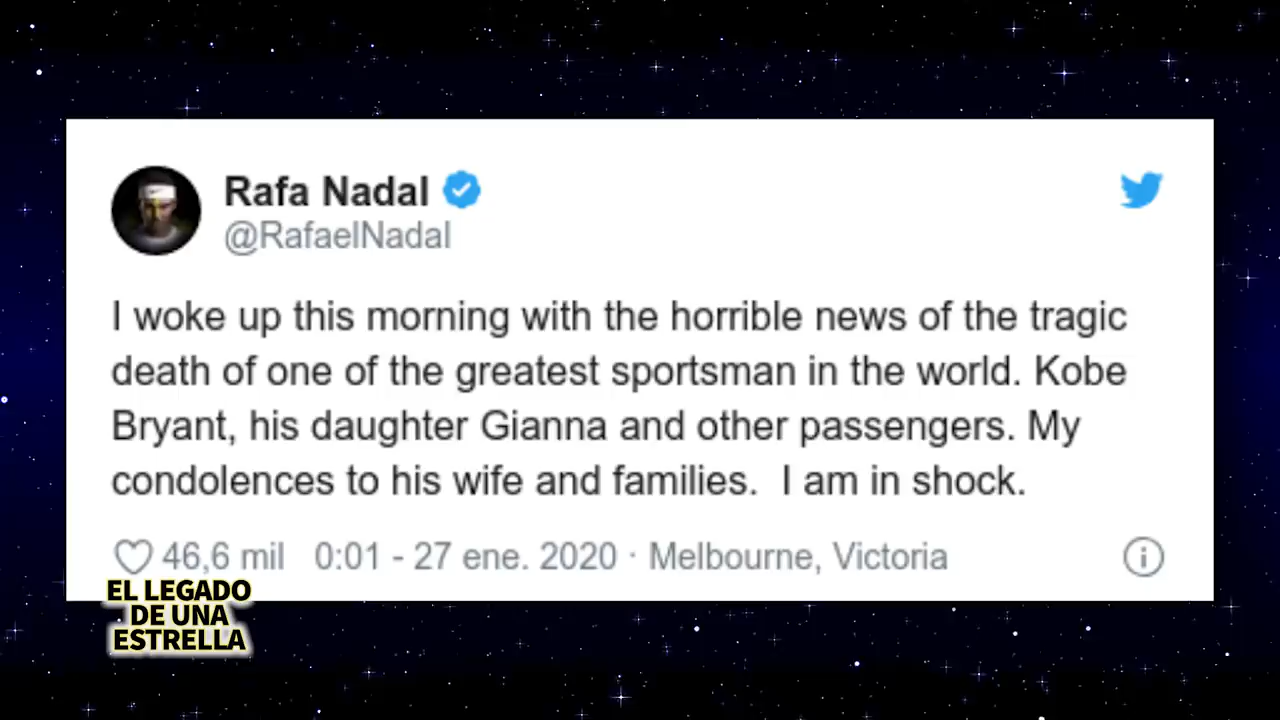 Rafa Nadal
@RafaelNadal
I woke up this morning with the horrible news of the tragic
death of one of the greatest sportsman in the world. Kobe
Bryant, his daughter Gianna and other passengers. My
condolences to his wife and families.  I am in shock.
46,6 mil 0:01 - 27 ene. 2020 · Melbourne, Victoria
EL LEGADO
DE UNA
ESTRELLA